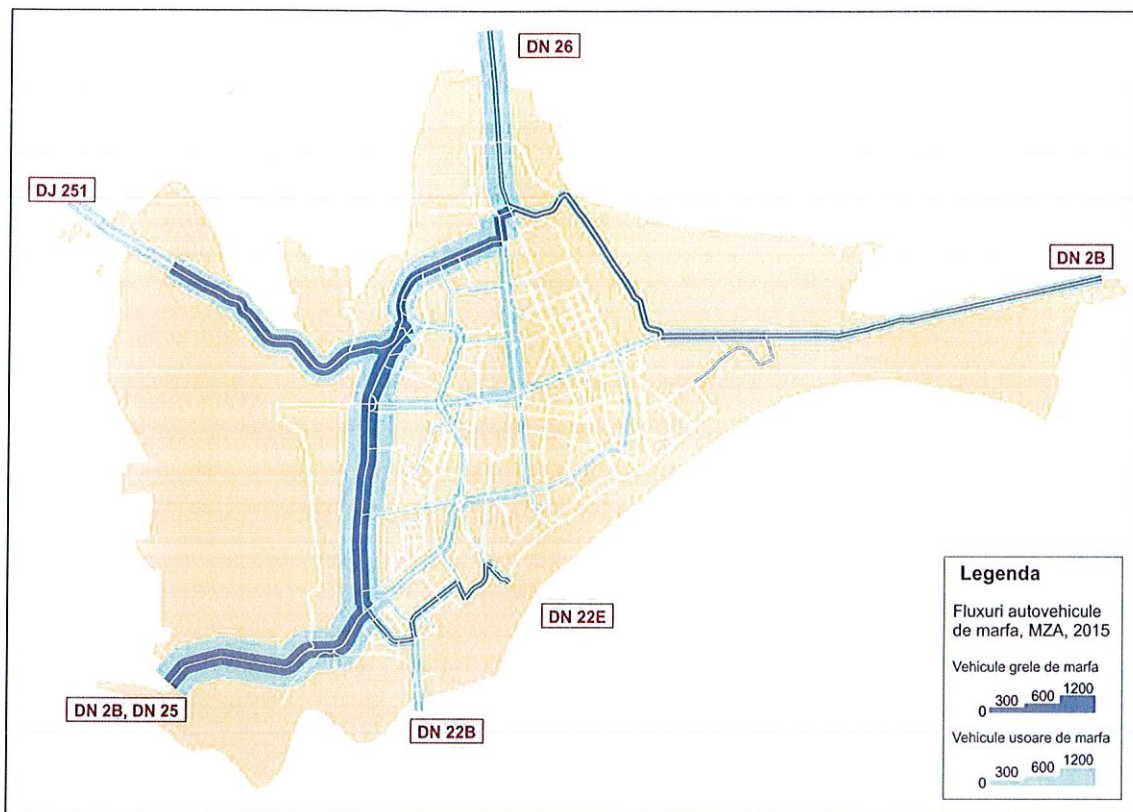 DN 26
DJ 251
DN 2B
DN 22E
DN 2B, DN 25
DN 22B
Legenda
Fluxuri autovehicule
de marfa, MZA, 2015
Vehicule grele de marfa
0 300 600 1200
Vehicule usoare de marfa
0 300 600 1200